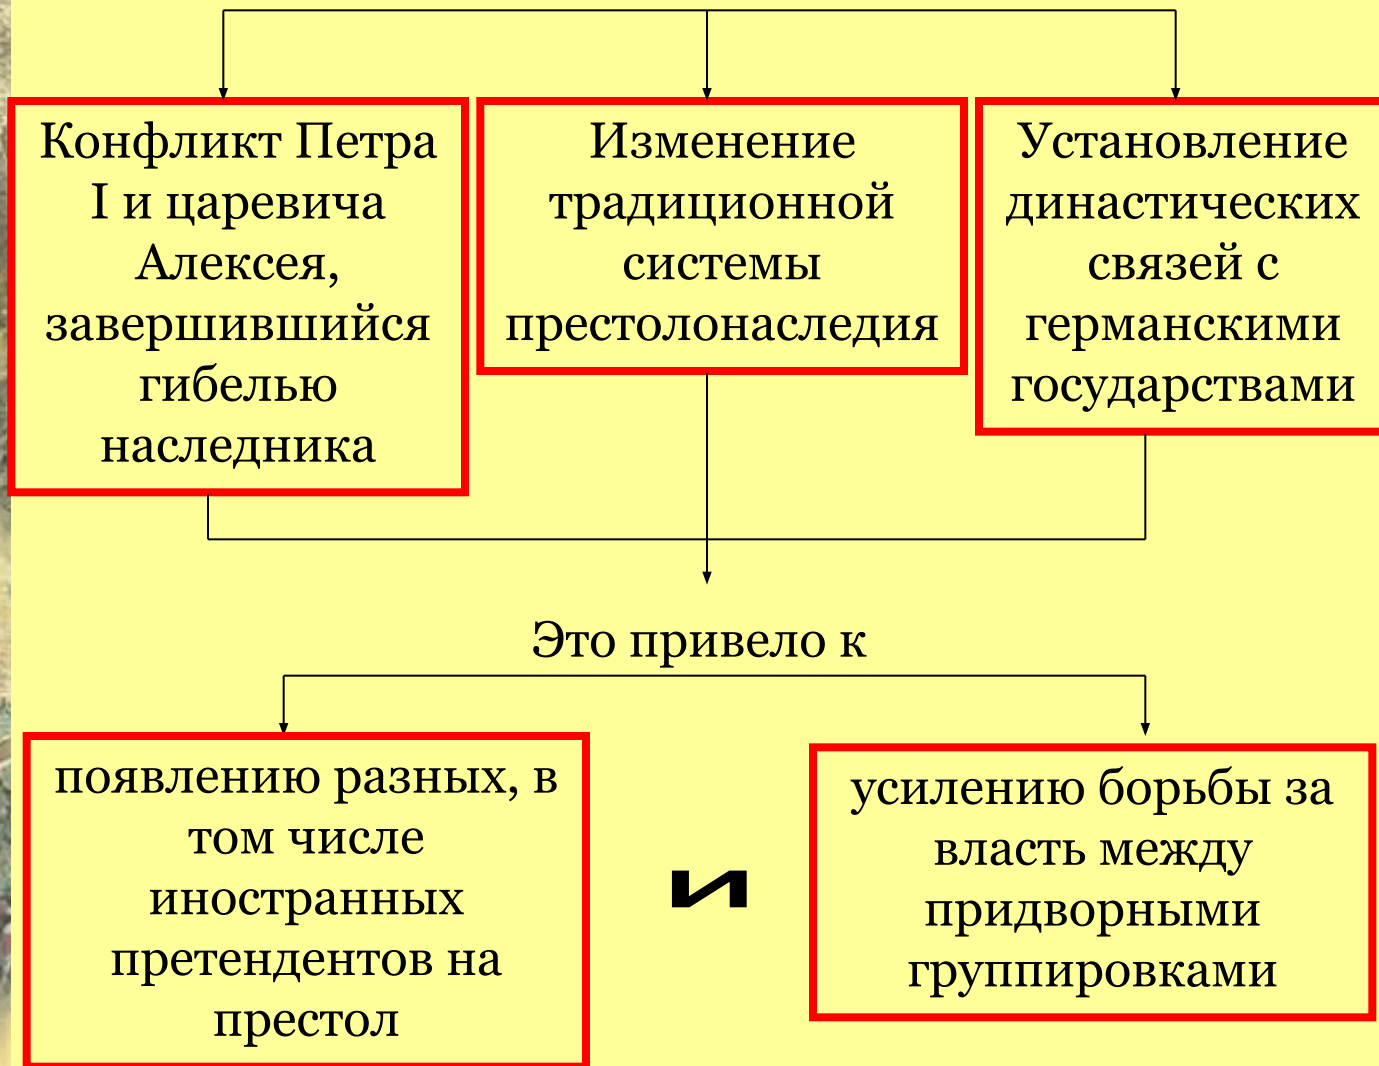 Конфликт Петра
I и царевича
Алексея,
завершившийся
гибелью
наследника
Изменение
традиционной
системы
престолонаследия
Установление
династических
связей с
германскими
государствами
Это привело к
появлению разных, в
том числе
иностранных
претендентов на
престол
и
усилению борьбы за
власть между
придворными
группировками